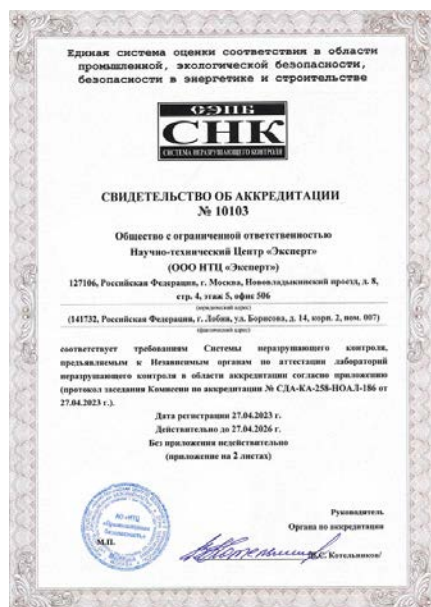 Единая система оценки соответствия в области
промышленной, экологической безопасности,
безопасности в энергетике и строительстве
СЭПБ
СНК
СИСТЕМА НЕРАЗРУШАЮЩЕГО КОНТРОЛЯ
СВИДЕТЕЛЬСТВО ОБ АККРЕДИТАЦИИ
№ 10103
Общество с ограниченной ответственностью
Научно-технический Центр «Эксперт»
(ООО НТЦ «Эксперт»)
127106, Российская Федерация, г. Москва, Нововладыкинский проезд, д. 8,
стр. 4, этаж 5, офис 506
(юридический адрес)
(141732, Российская Федерация, г. Лобня, ул. Борисова, д. 14, корп. 2, пом. 007)
(фактический адрес)
соответствует требованиям Системы неразрушающего контроля,
предъявляемым к Независимым органам по аттестации лабораторий
неразрушающего контроля в области аккредитации согласно приложению
(протокол заседания Комиссии по аккредитации № СДА-КА-258-НОАЛ-186 от
27.04.2023 г.).
Дата регистрации 27.04.2023 г.
Действительно до 27.04.2026 г.
Без приложения недействительно
(приложение на 2 листах)
АО «НТЦ
«Промышленная
безопасность»
М.П.
Руководитель
Органа по аккредитации
Котельников/